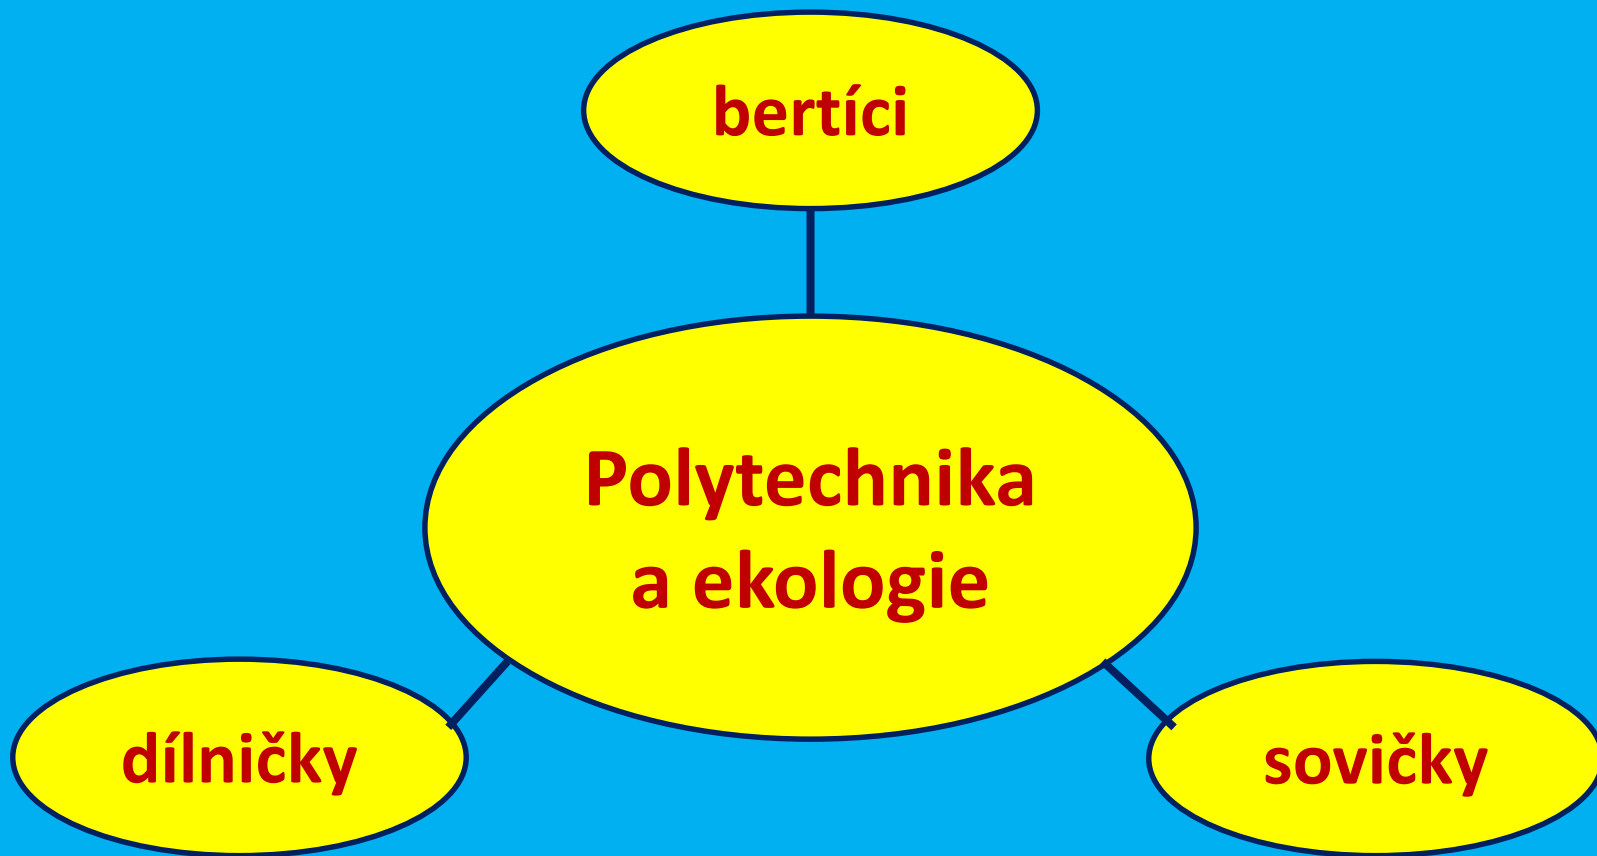 bertíci
Polytechnika
a ekologie
dílničky
sovičky